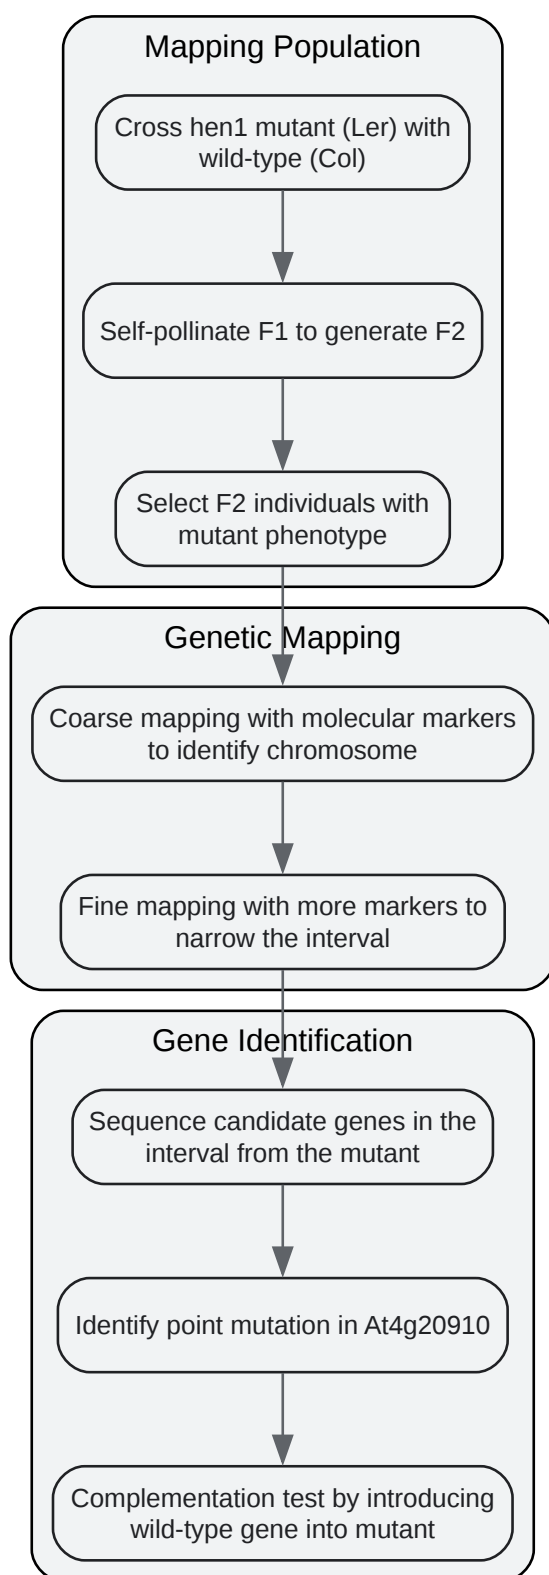 Mapping Population
Cross hen1 mutant (Ler) with
wild-type (Col)
Self-pollinate F1 to generate F2
Select F2 individuals with
mutant phenotype
Genetic Mapping
Coarse mapping with molecular markers
to identify chromosome
Fine mapping with more markers to
narrow the interval
Gene Identification
Sequence candidate genes in the
interval from the mutant
Identify point mutation in At4g20910
Complementation test by introducing
wild-type gene into mutant